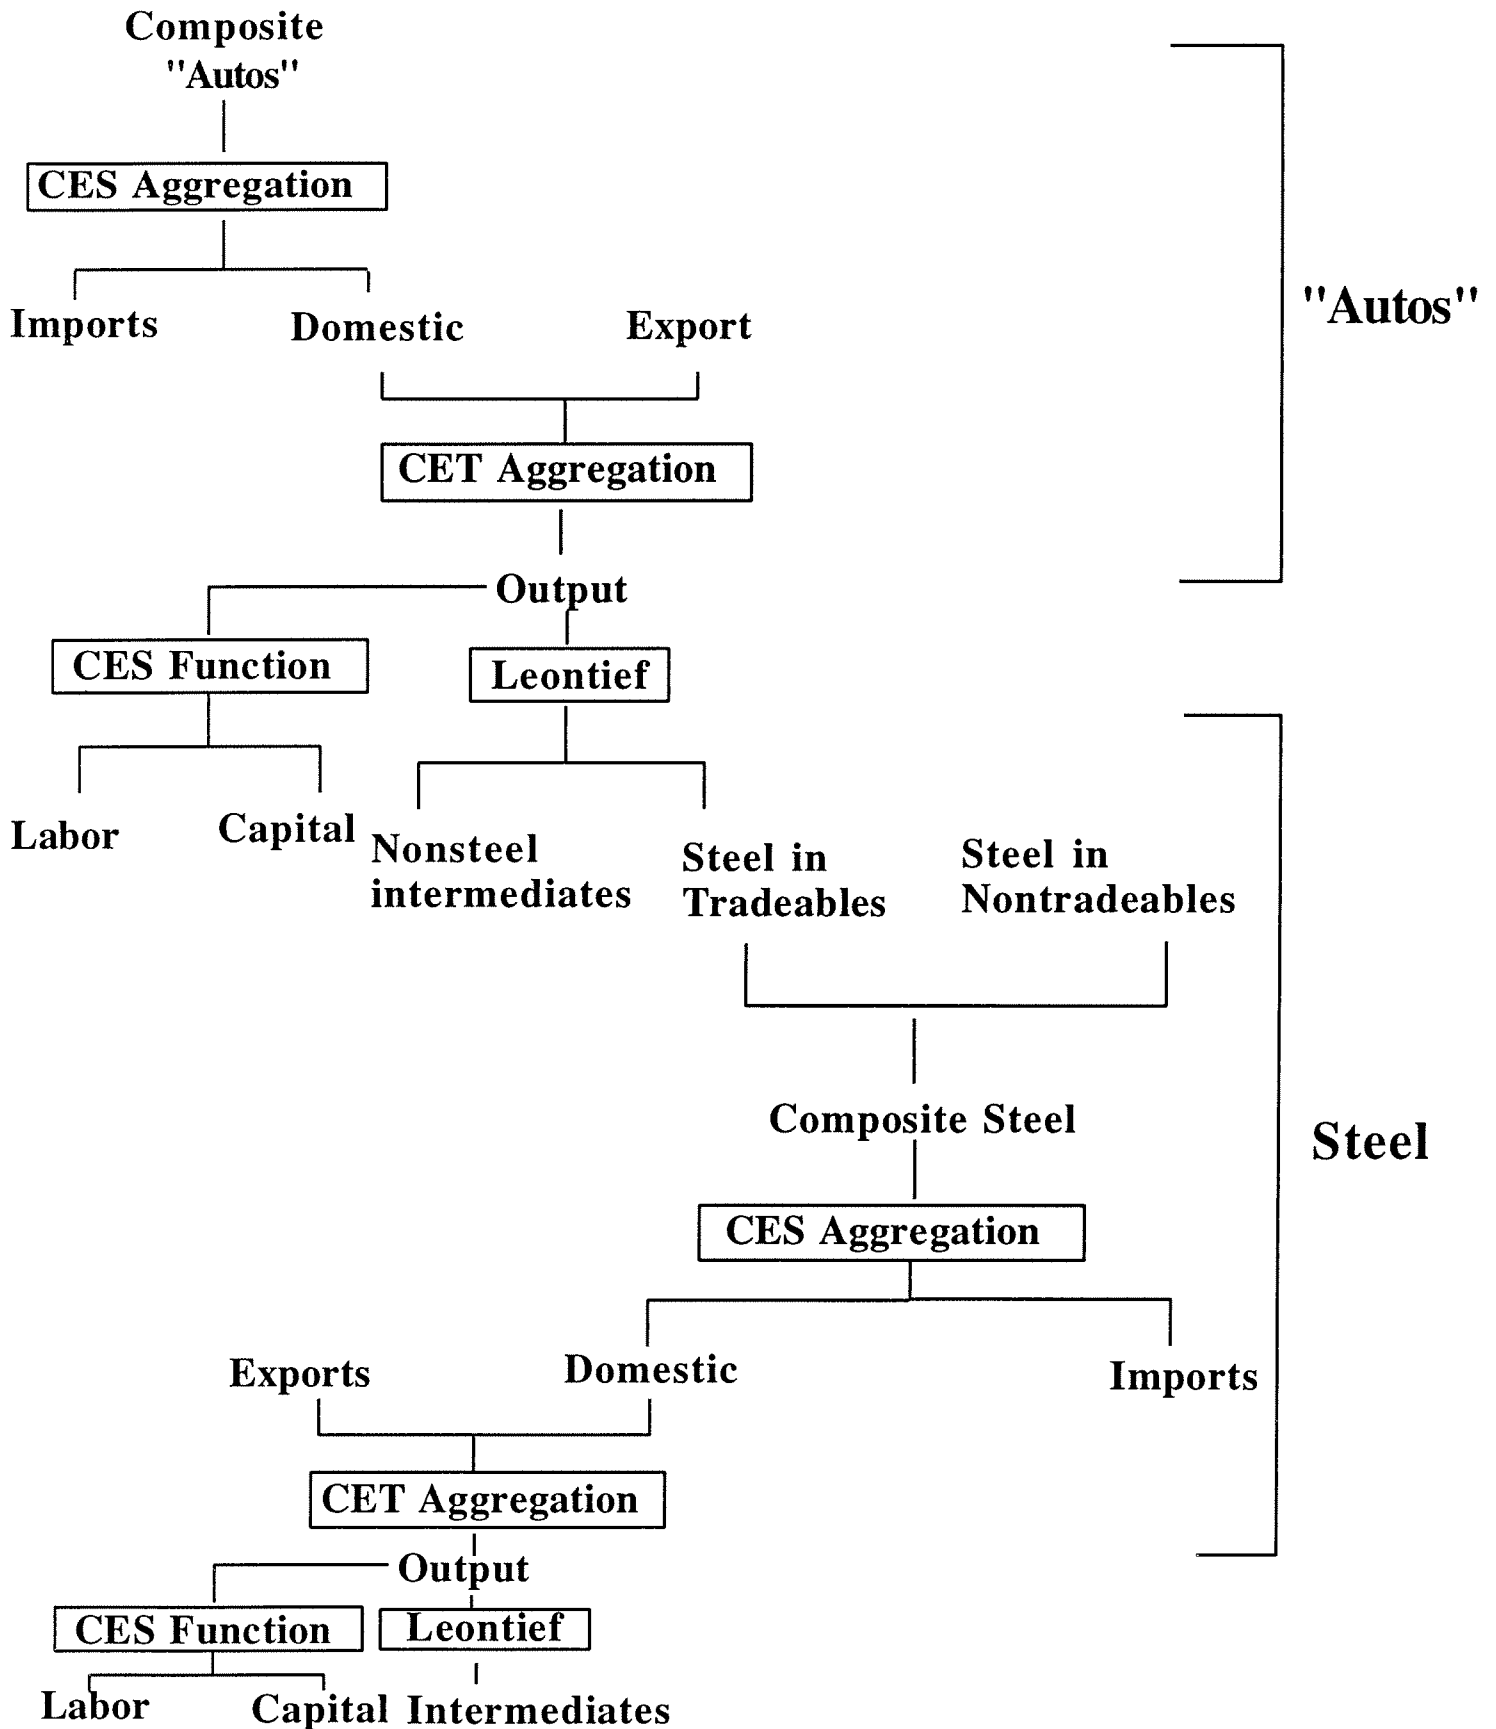 Composite
"Autos"
CES Aggregation
Imports
Domestic
Export
"Autos"
CET Aggregation
Output
CES Function
Leontief
Labor
Capital
Nonsteel
intermediates
Steel in
Tradeables
Steel in
Nontradeables
Composite Steel
Steel
CES Aggregation
Exports
Domestic
Imports
CET Aggregation
Output
CES Function
Leontief
Labor
Capital
Intermediates